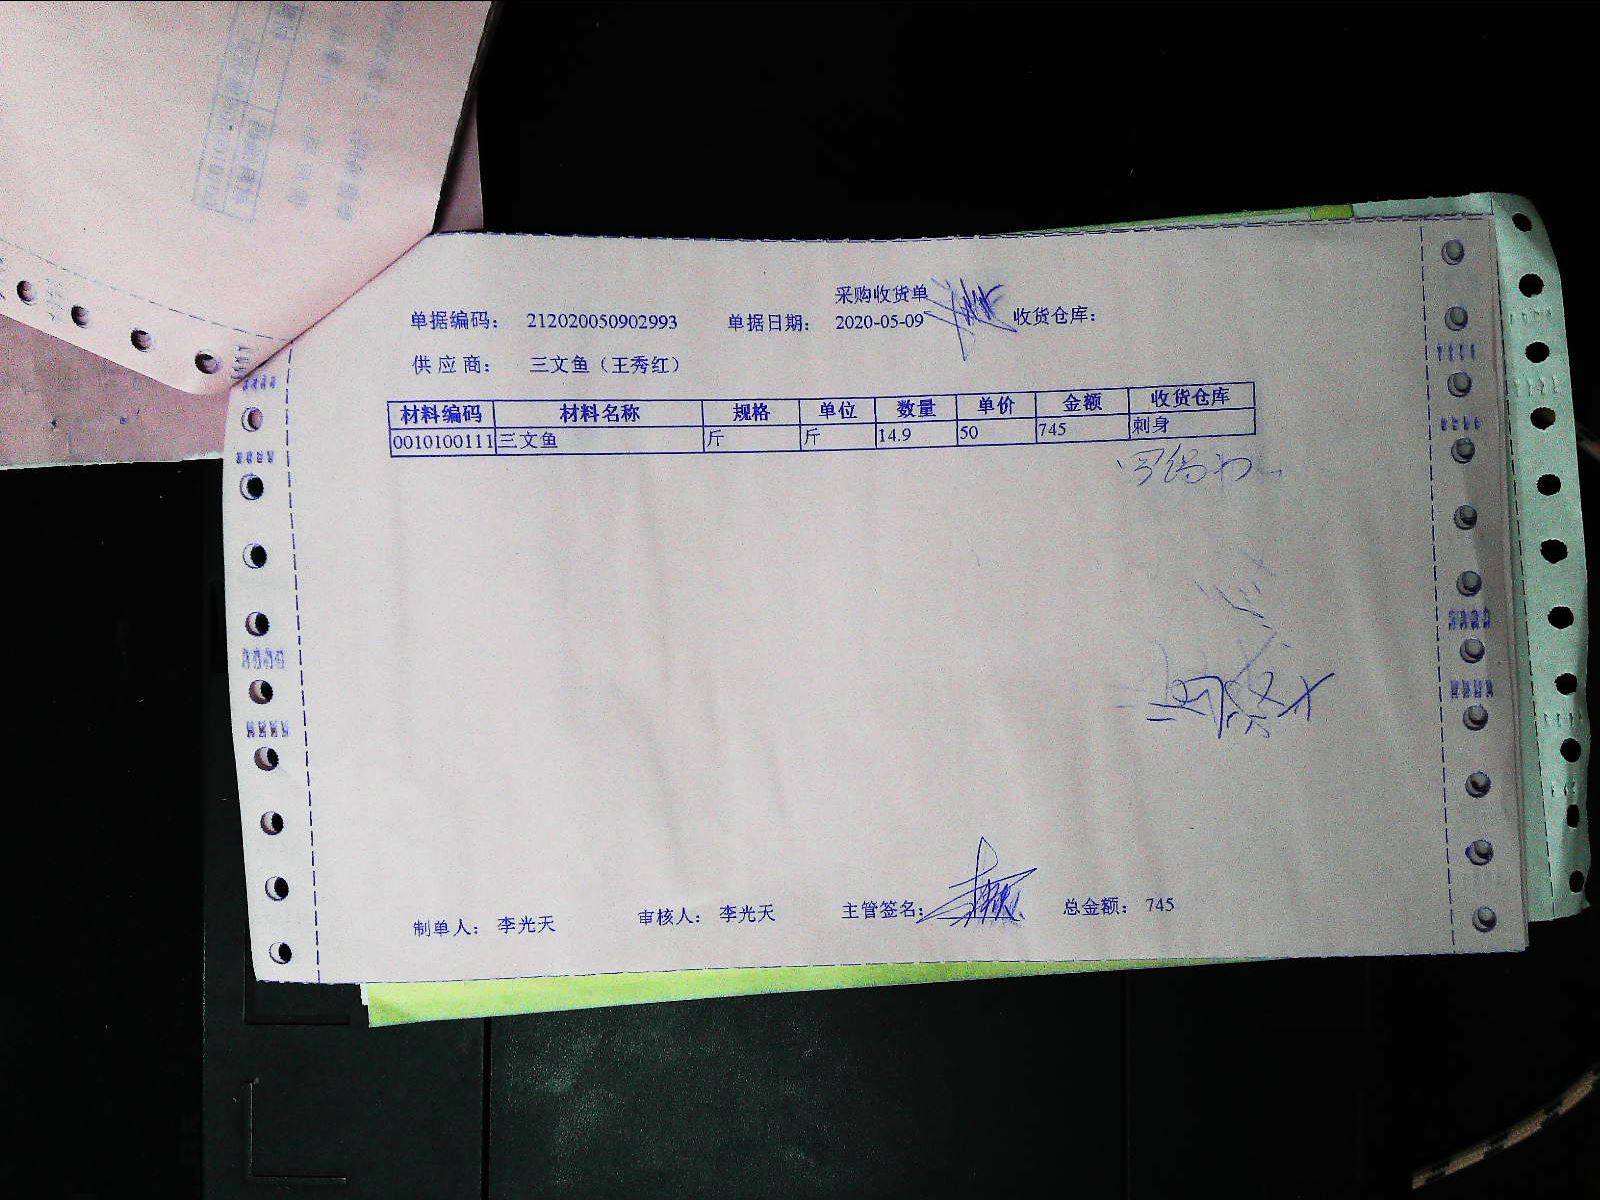 采购收货单
单据编码： 212020050902993 单据日期： 2020-05-09 收货仓库：
供 应 商： 三文鱼（王秀红）
材料编码 材料名称 规格 单位 数量 单价 金额 收货仓库
0010100111 三文鱼 斤 斤 14.9 50 745 刺身
制单人： 李光天 审核人： 李光天 主管签名： 总金额： 745